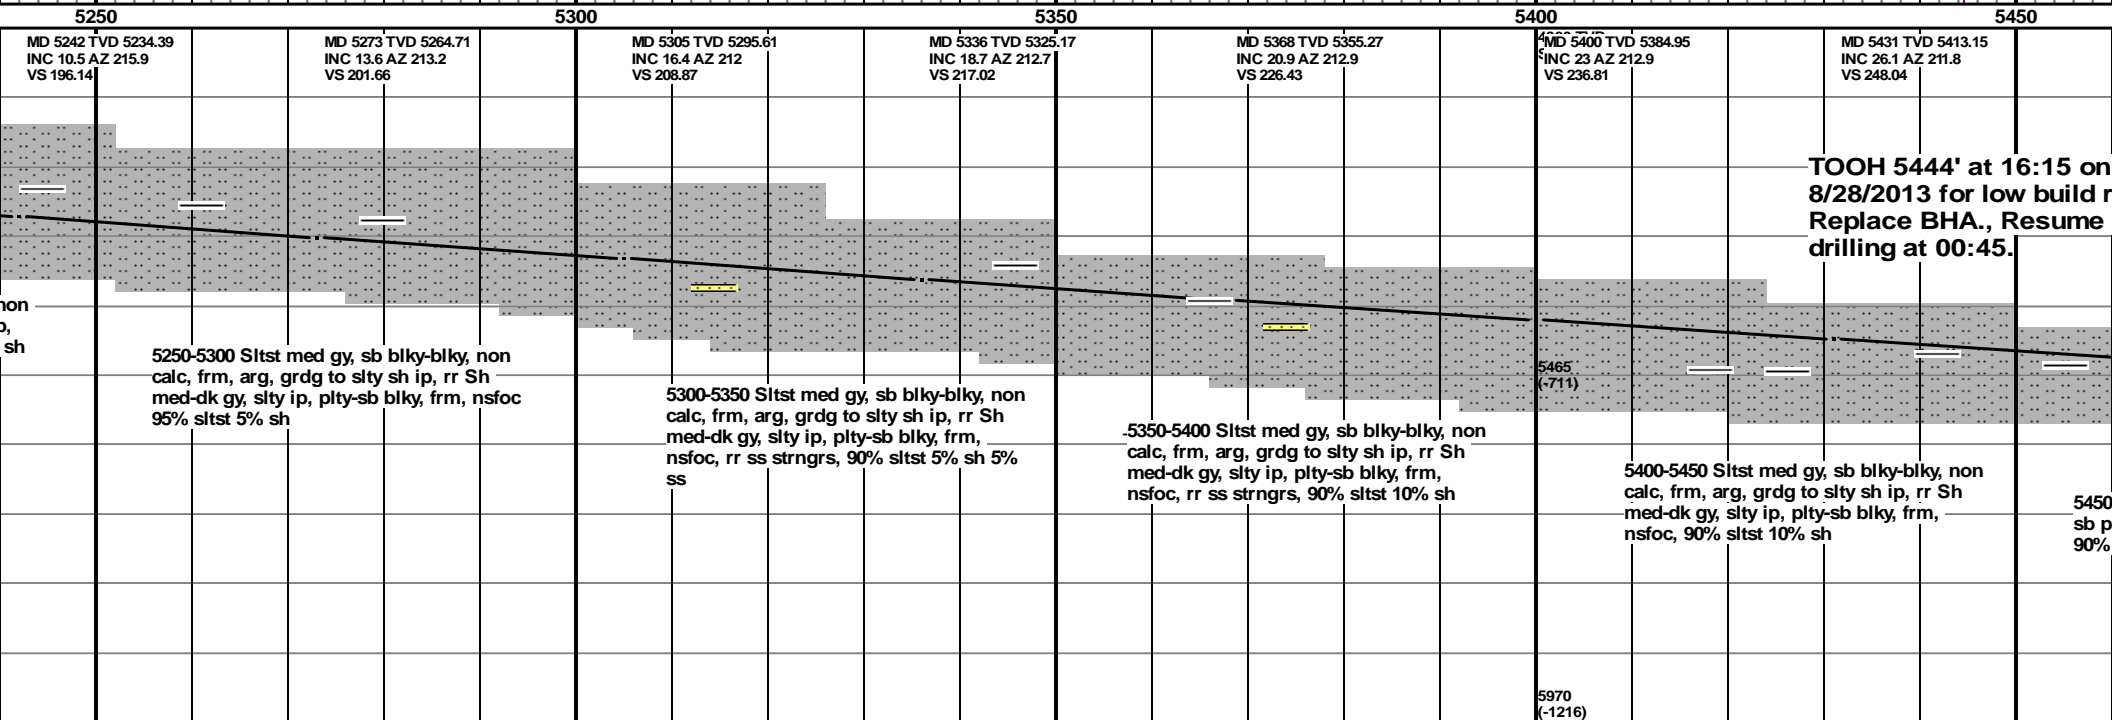 5250 5300 5350 5400 5450
MD 5242 TVD 5234.39
INC 10.5 AZ 215.9
VS 196.14
MD 5273 TVD 5264.71
INC 13.6 AZ 213.2
VS 201.66
MD 5305 TVD 5295.61
INC 16.4 AZ 212
VS 208.87
MD 5336 TVD 5325.17
INC 18.7 AZ 212.7
VS 217.02
MD 5368 TVD 5355.27
INC 20.9 AZ 212.9
VS 226.43
MD 5400 TVD 5384.95
INC 23 AZ 212.9
VS 236.81
MD 5431 TVD 5413.15
INC 26.1 AZ 211.8
VS 248.04
TOOH 5444' at 16:15 on
8/28/2013 for low build r
Replace BHA., Resume
drilling at 00:45.
non
sh
5250-5300 Sltst med gy, sb blky-blky, non
calc, frm, arg, grdg to slty sh ip, rr Sh
med-dk gy, slty ip, plty-sb blky, frm, nsfoc
95% sltst 5% sh
5300-5350 Sltst med gy, sb blky-blky, non
calc, frm, arg, grdg to slty sh ip, rr Sh
med-dk gy, slty ip, plty-sb blky, frm,
nsfoc, rr ss strngrs, 90% sltst 5% sh 5%
ss
-5350-5400 Sltst med gy, sb blky-blky, non
calc, frm, arg, grdg to slty sh ip, rr Sh
med-dk gy, slty ip, plty-sb blky, frm,
nsfoc, rr ss strngrs, 90% sltst 10% sh
5465
(-711)
5400-5450 Sltst med gy, sb blky-blky, non
calc, frm, arg, grdg to slty sh ip, rr Sh
med-dk gy, slty ip, plty-sb blky, frm,
nsfoc, 90% sltst 10% sh
5450
sb p
90%
5970
(-1216)